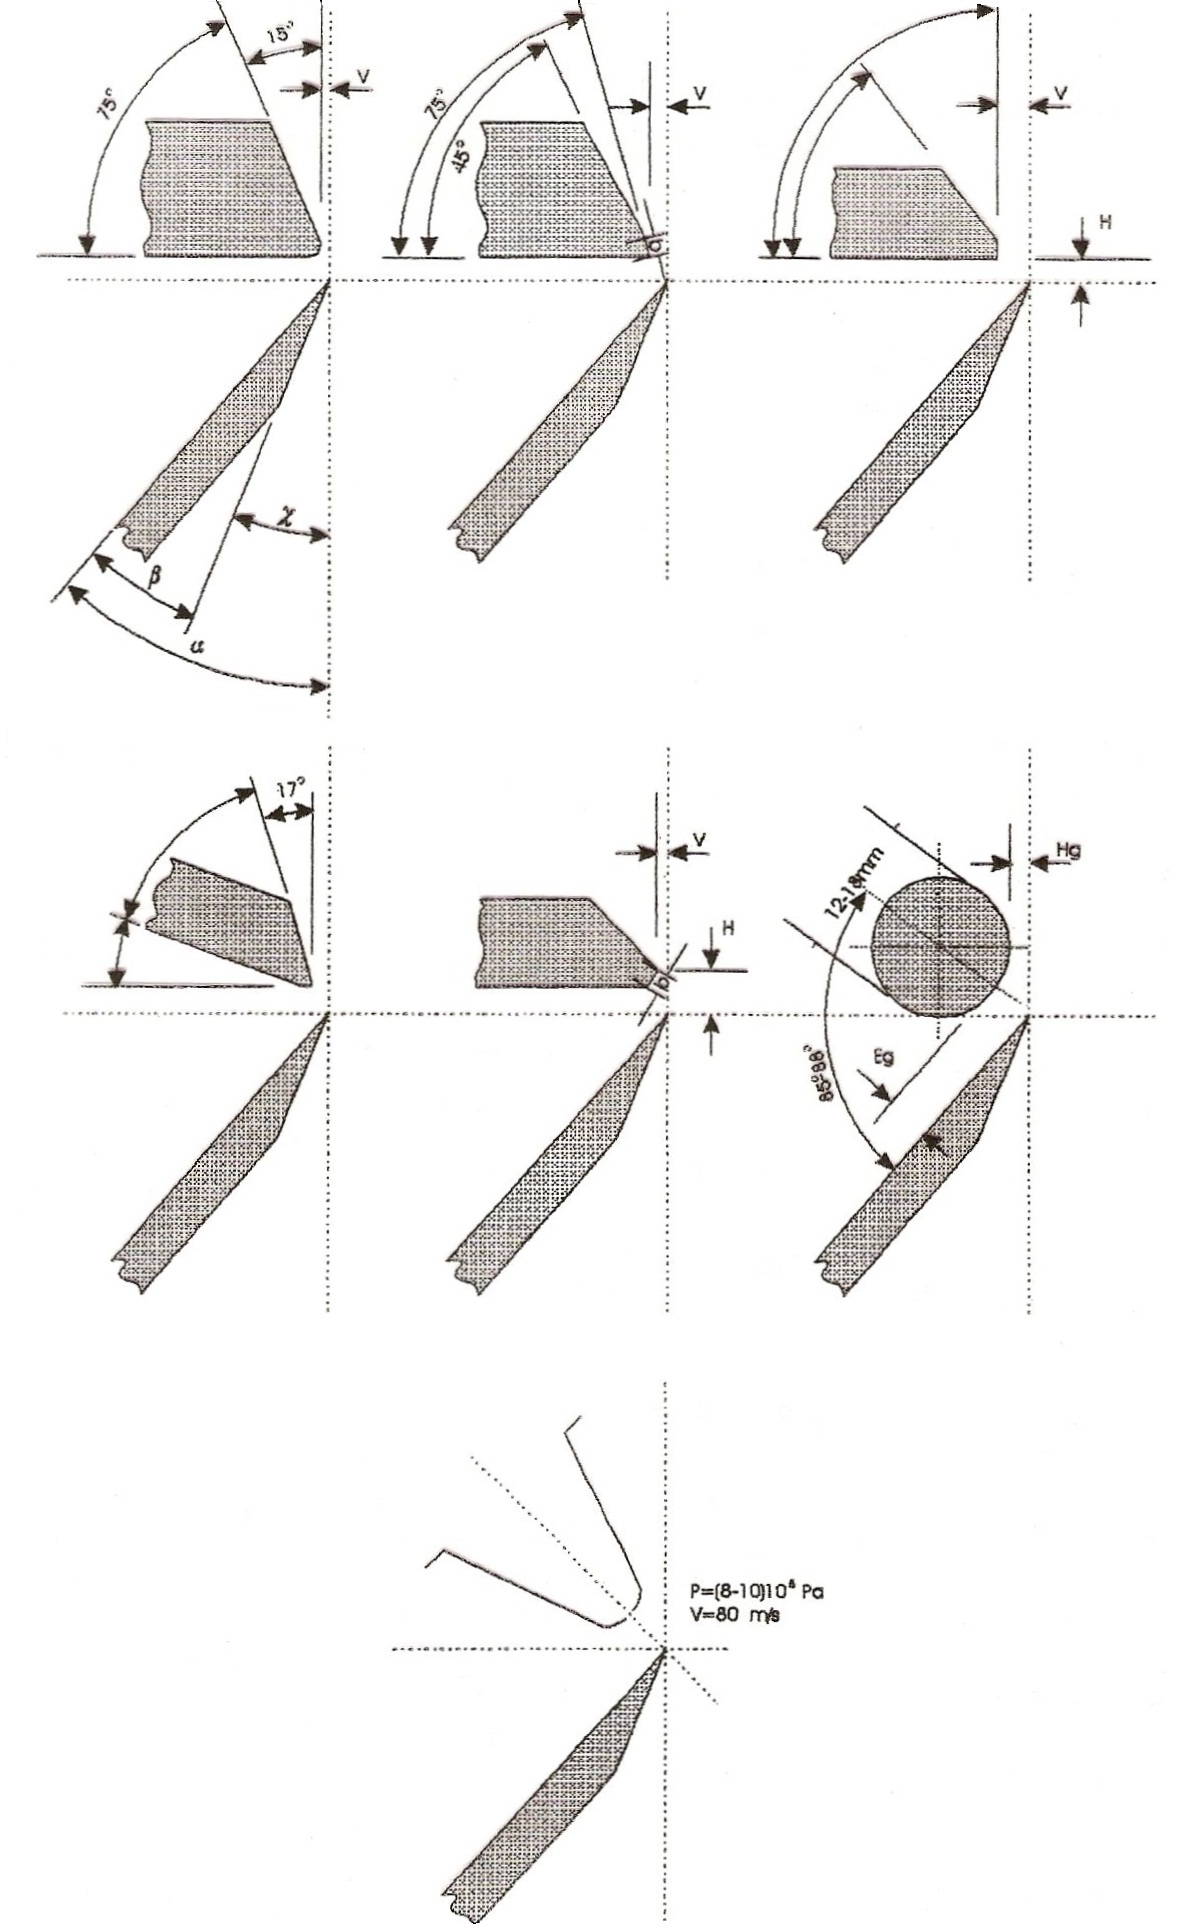 15°
75°
V
75°
45°
V
a
V
H
χ
β
α
17°
V
H
b
12-18mm
Hg
Eg
85°88°
P=(8-10)10⁵ Pa
V=80 m/s